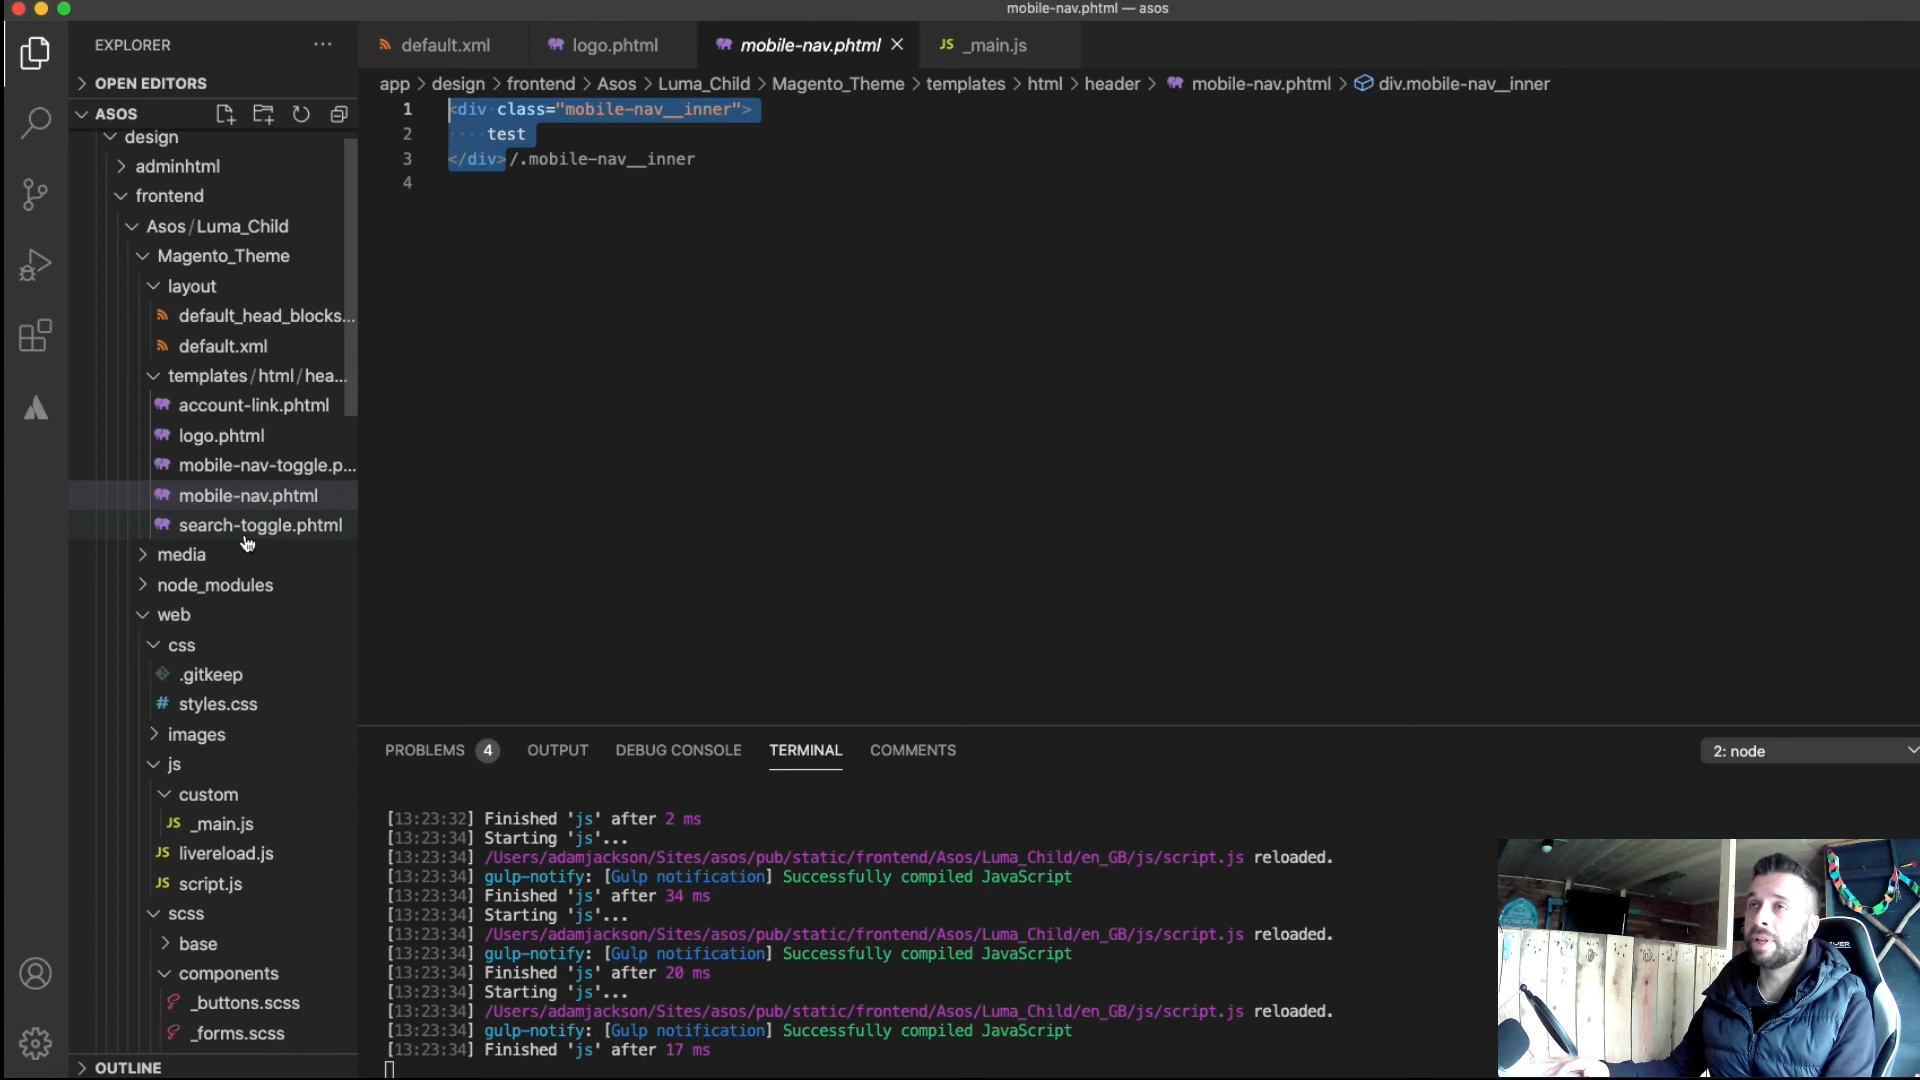 mobile-nav.phtml — asos
EXPLORER
default.xml
logo.phtml
mobile-nav.phtml
JS _main.js
OPEN EDITORS
app > design > frontend > Asos > Luma_Child > Magento_Theme > templates > html > header > mobile-nav.phtml > div.mobile-nav__inner
ASOS
design
adminhtml
frontend
Asos/Luma_Child
Magento_Theme
layout
default_head_blocks...
default.xml
templates/html/hea...
account-link.phtml
logo.phtml
mobile-nav-toggle.p...
mobile-nav.phtml
search-toggle.phtml
media
node_modules
web
css
.gitkeep
# styles.css
images
js
custom
JS _main.js
JS livereload.js
JS script.js
scss
base
components
_buttons.scss
_forms.scss
OUTLINE
1 <div class="mobile-nav__inner">
2 ····test
3 </div>/.mobile-nav__inner
4
PROBLEMS 4 OUTPUT DEBUG CONSOLE TERMINAL COMMENTS
2: node
[13:23:32] Finished 'js' after 2 ms
[13:23:34] Starting 'js'...
[13:23:34] /Users/adamjackson/Sites/asos/pub/static/frontend/Asos/Luma_Child/en_GB/js/script.js reloaded.
[13:23:34] gulp-notify: [Gulp notification] Successfully compiled JavaScript
[13:23:34] Finished 'js' after 34 ms
[13:23:34] Starting 'js'...
[13:23:34] /Users/adamjackson/Sites/asos/pub/static/frontend/Asos/Luma_Child/en_GB/js/script.js reloaded.
[13:23:34] gulp-notify: [Gulp notification] Successfully compiled JavaScript
[13:23:34] Finished 'js' after 20 ms
[13:23:34] Starting 'js'...
[13:23:34] /Users/adamjackson/Sites/asos/pub/static/frontend/Asos/Luma_Child/en_GB/js/script.js reloaded.
[13:23:34] gulp-notify: [Gulp notification] Successfully compiled JavaScript
[13:23:34] Finished 'js' after 17 ms